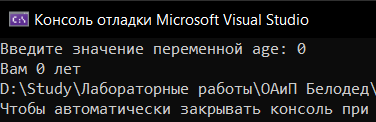 Консоль отладки Microsoft Visual Studio
Введите значение переменной age: 0
Вам 0 лет
D:\Study\Лабораторные работы\ОАиП Белодед\
Чтобы автоматически закрывать консоль при